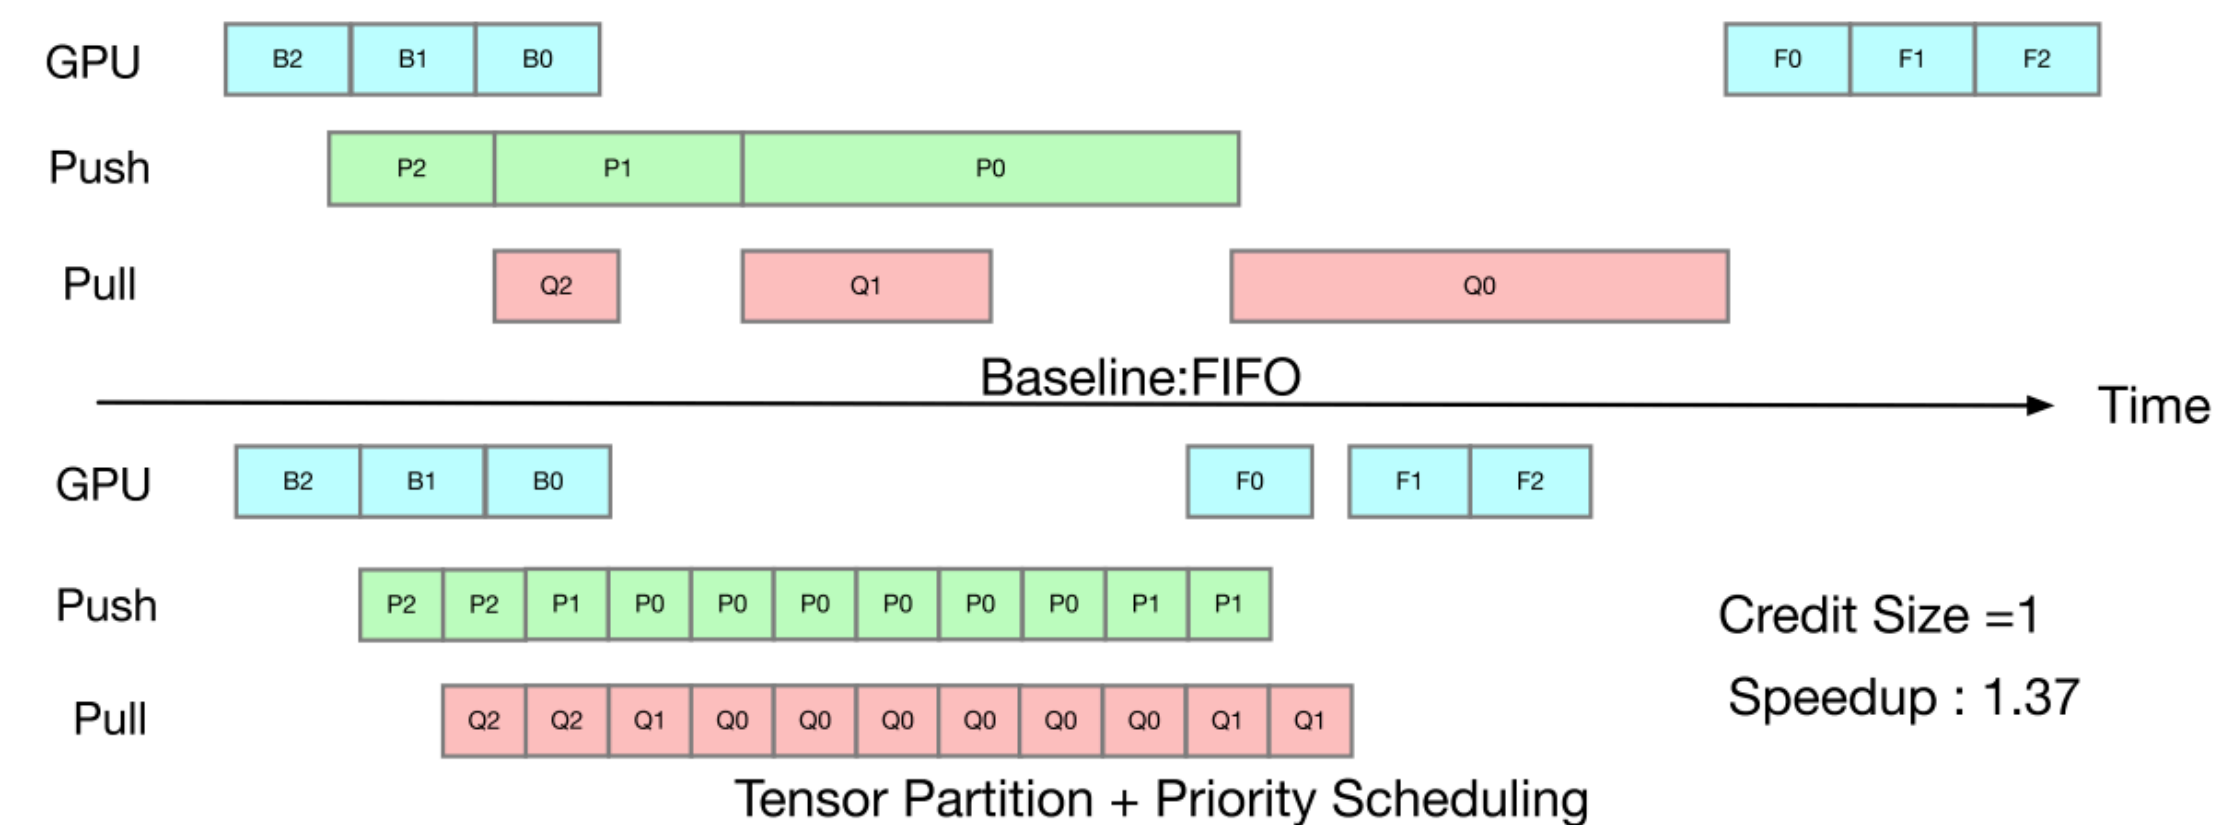 GPU B2 B1 B0 F0 F1 F2
Push P2 P1 P0
Pull Q2 Q1 Q0
Baseline:FIFO
Time
GPU B2 B1 B0 F0 F1 F2
Push P2 P2 P1 P0 P0 P0 P0 P0 P0 P1 P1
Credit Size =1
Pull Q2 Q2 Q1 Q0 Q0 Q0 Q0 Q0 Q0 Q1 Q1
Speedup : 1.37
Tensor Partition + Priority Scheduling